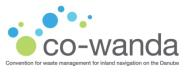 co-wanda
Convention for waste management for inland navigation on the Danube